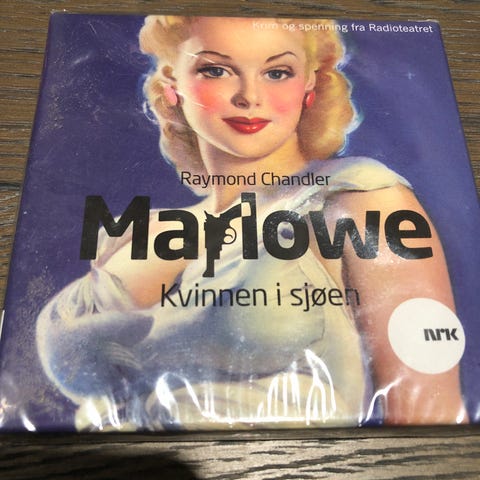 Krim og spenning fra Radioteatret
Raymond Chandler
Marlowe
Kvinnen i sjøen
NRK